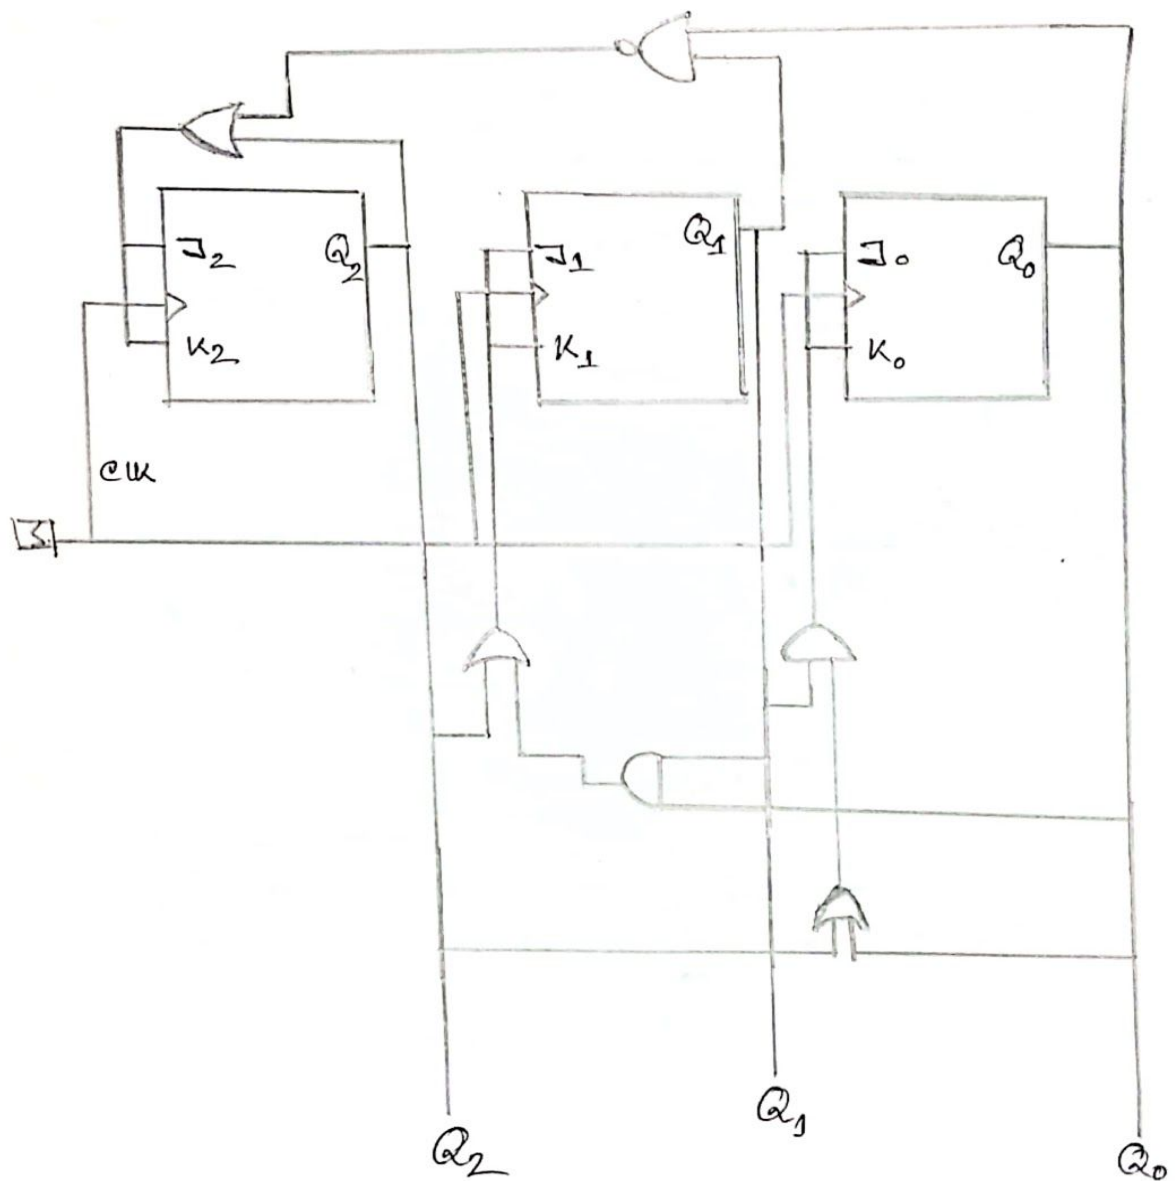 J₂ Q₂
K₂
J₁ Q₁
K₁
J₀ Q₀
K₀
CLK
Q₂
Q₁
Q₀